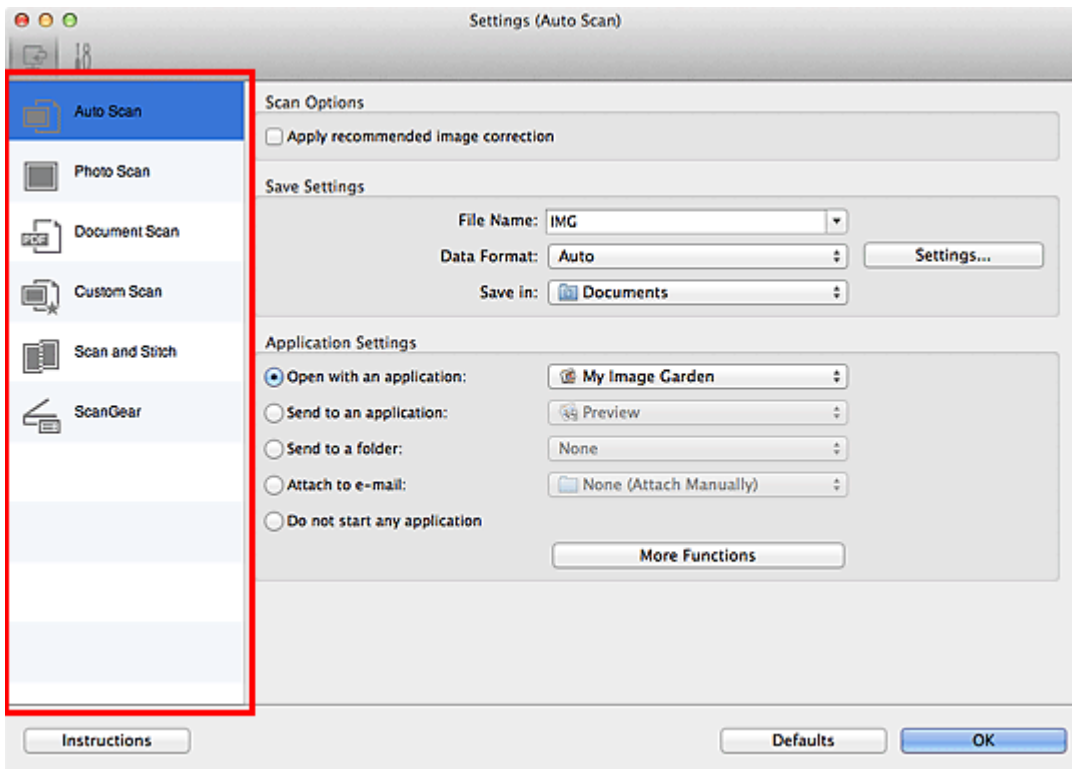 Settings (Auto Scan)
Auto Scan
Photo Scan
PDF
Document Scan
Custom Scan
Scan and Stitch
ScanGear
Scan Options
Apply recommended image correction
Save Settings
File Name: IMG
Data Format: Auto Settings...
Save in: Documents
Application Settings
Open with an application: My Image Garden
Send to an application: Preview
Send to a folder: None
Attach to e-mail: None (Attach Manually)
Do not start any application
More Functions
Instructions Defaults OK